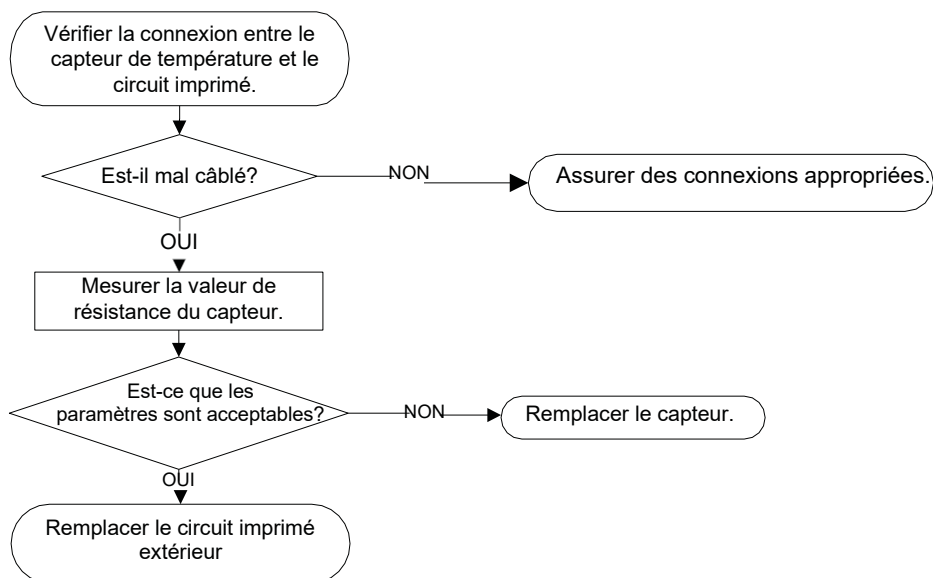 Vérifier la connexion entre le
capteur de température et le
circuit imprimé.
Est-il mal câblé?
NON
Assurer des connexions appropriées.
OUI
Mesurer la valeur de
résistance du capteur.
Est-ce que les
paramètres sont acceptables?
NON
Remplacer le capteur.
OUI
Remplacer le circuit imprimé
extérieur